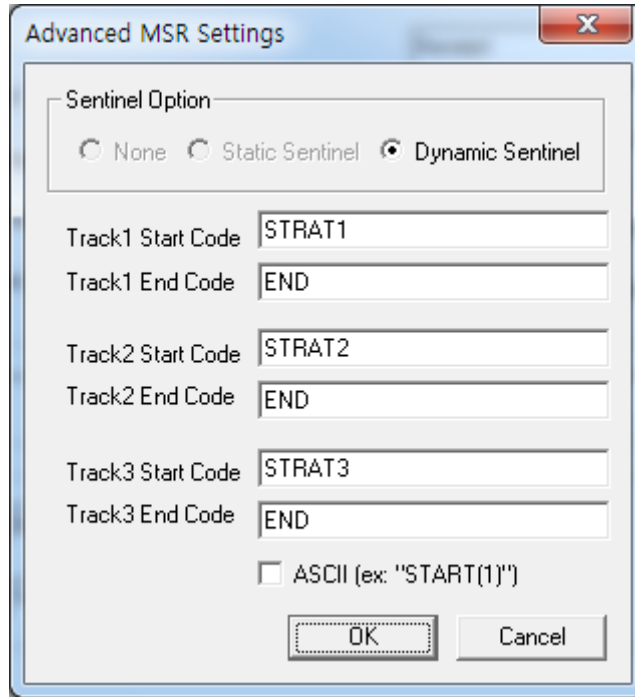 Advanced MSR Settings
Sentinel Option
None Static Sentinel Dynamic Sentinel
Track1 Start Code STRAT1
Track1 End Code END
Track2 Start Code STRAT2
Track2 End Code END
Track3 Start Code STRAT3
Track3 End Code END
ASCII (ex: "START(1)")
OK Cancel